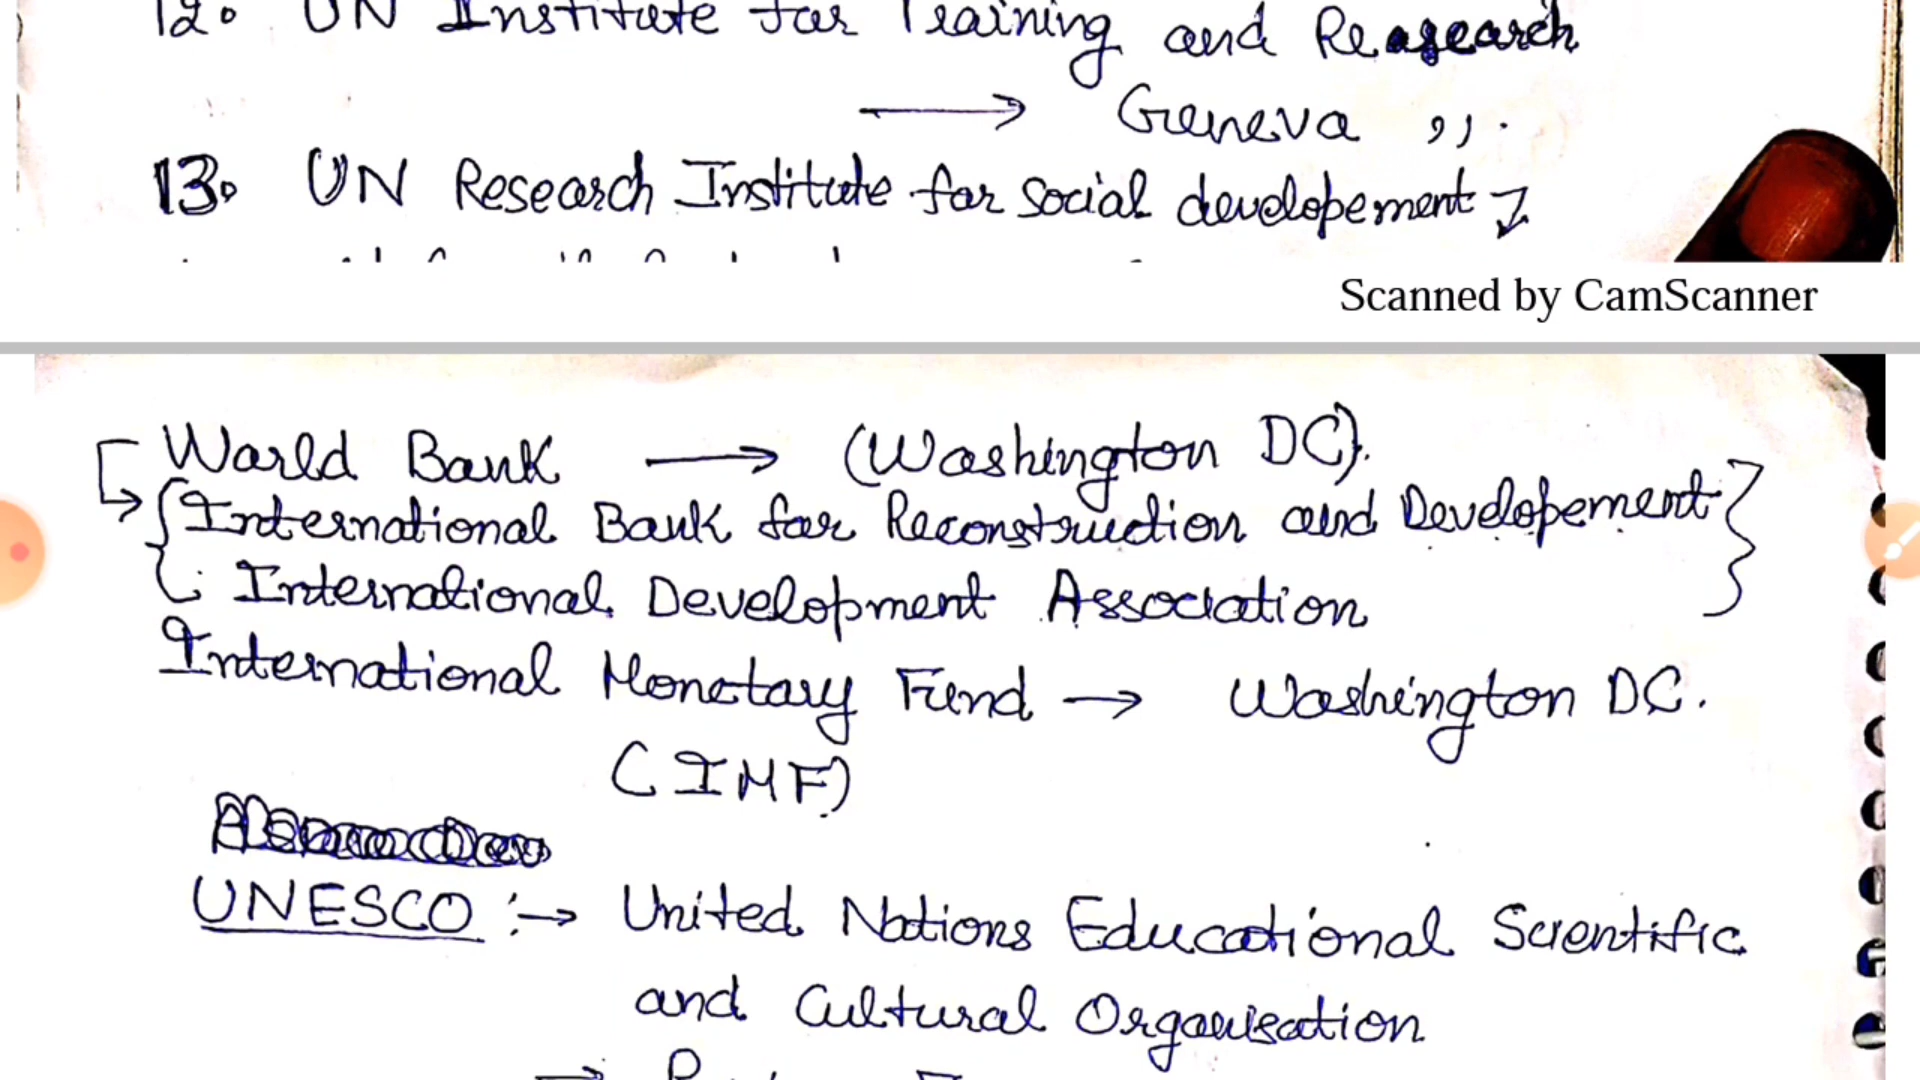 12. UN Institute for Training and Reasearch
→ Geneva ,,.
13. UN Research Institute for social developement
Scanned by CamScanner
World Bank → (Washington DC).
International Bank for Reconstruction and Developement
International Development Association
International Monetary Fund → Washington DC.
(IMF)
UNESCO :→ United Nations Educational Scientific
and Cultural Organisation